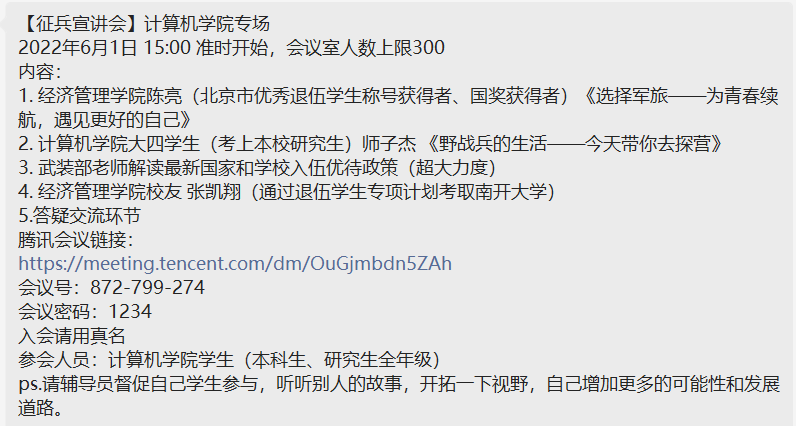 【征兵宣讲会】计算机学院专场
2022年6月1日 15:00 准时开始，会议室人数上限300
内容：
1. 经济管理学院陈亮（北京市优秀退伍学生称号获得者、国奖获得者）《选择军旅——为青春续
航，遇见更好的自己》
2. 计算机学院大四学生（考上本校研究生）师子杰 《野战兵的生活——今天带你去探营》
3. 武装部老师解读最新国家和学校入伍优待政策（超大力度）
4. 经济管理学院校友 张凯翔（通过退伍学生专项计划考取南开大学）
5.答疑交流环节
腾讯会议链接：
https://meeting.tencent.com/dm/OuGjmbdn5ZAh
会议号：872-799-274
会议密码：1234
入会请用真名
参会人员：计算机学院学生（本科生、研究生全年级）
ps.请辅导员督促自己学生参与，听听别人的故事，开拓一下视野，自己增加更多的可能性和发展
道路。